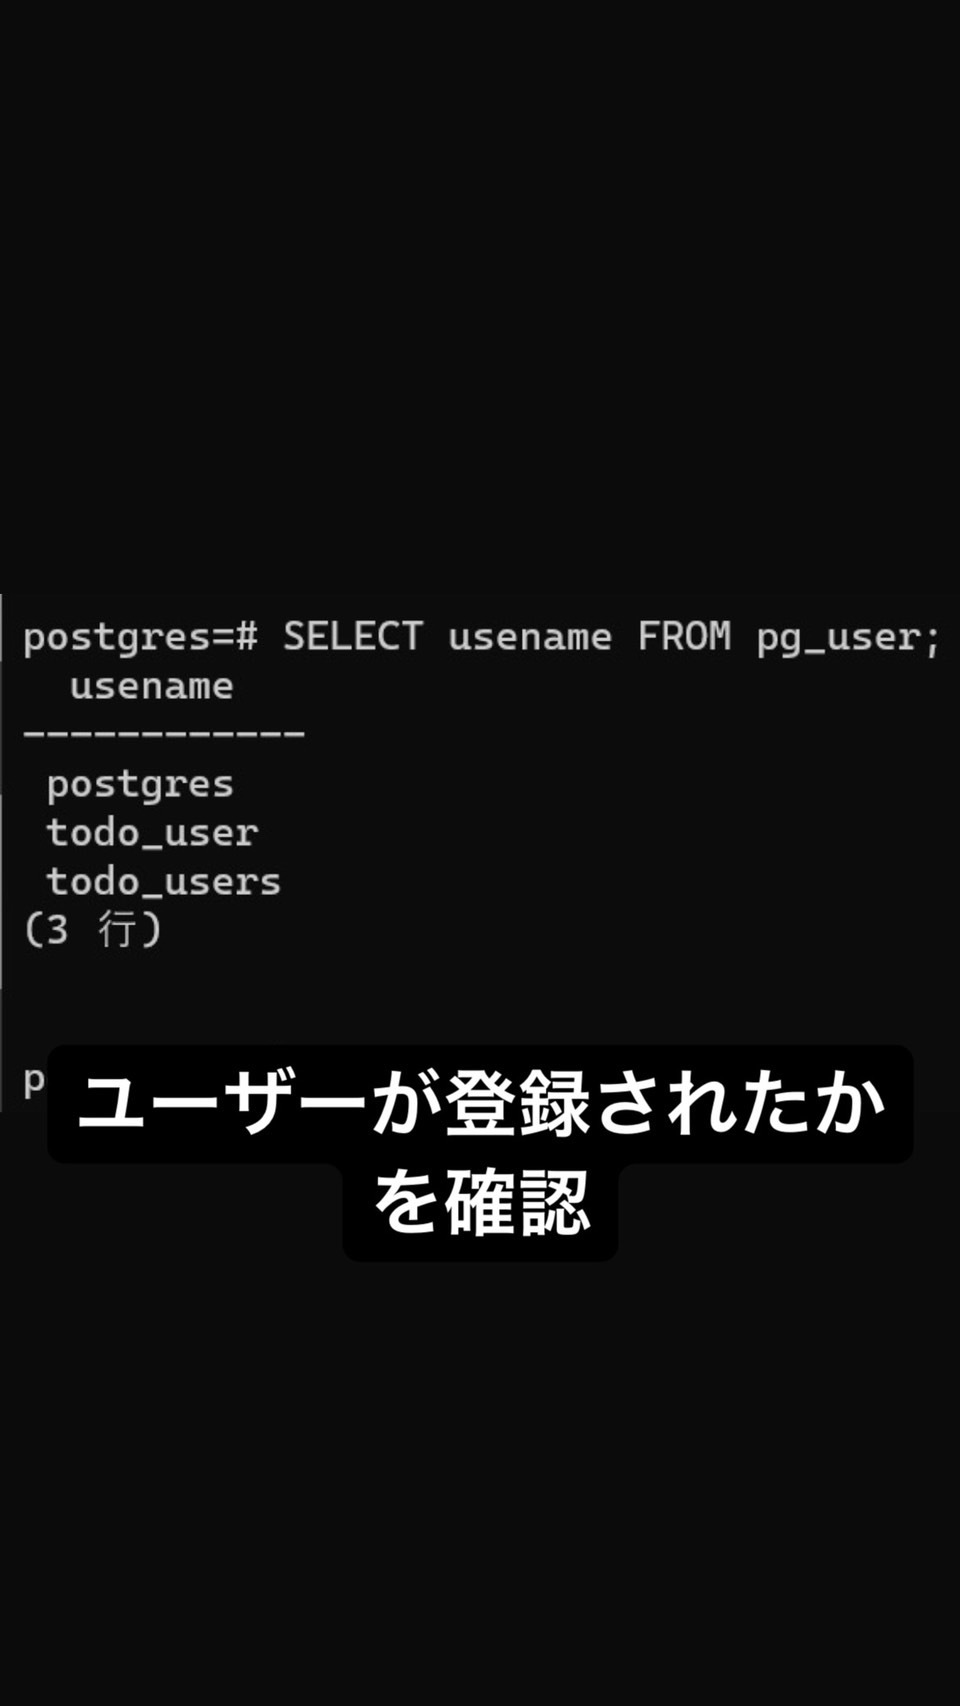 postgres=# SELECT usename FROM pg_user;
usename
------------
postgres
todo_user
todo_users
(3 行)
p
ユーザーが登録されたか
を確認